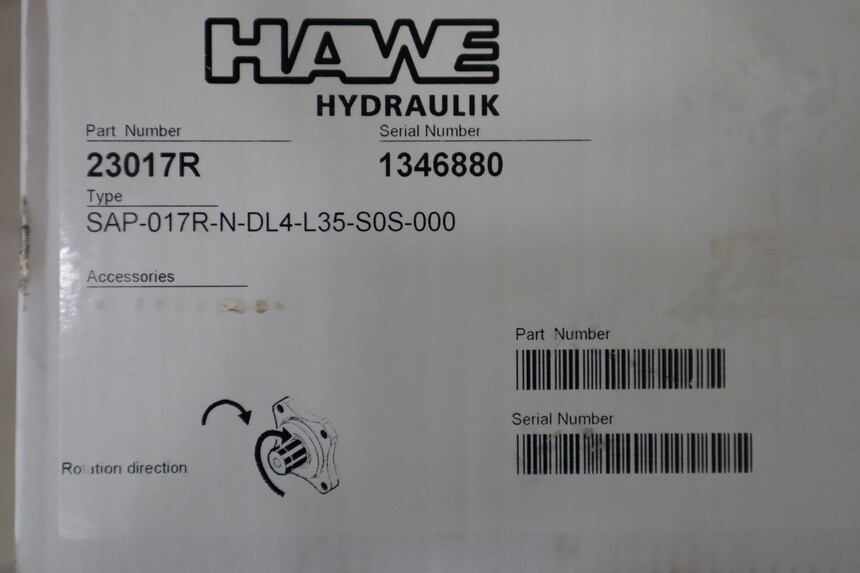 HAWE
HYDRAULIK
Part Number
Serial Number
23017R
1346880
Type
SAP-017R-N-DL4-L35-S0S-000
Accessories
Part Number
Serial Number
Rotation direction